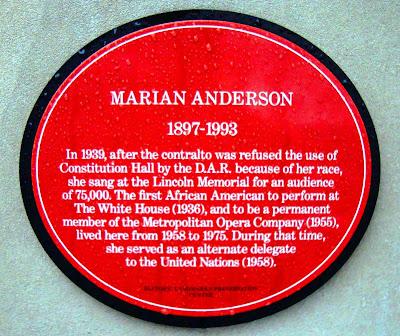 MARIAN ANDERSON
1897-1993
In 1939, after the contralto was refused the use of
Constitution Hall by the D.A.R. because of her race,
she sang at the Lincoln Memorial for an audience
of 75,000. The first African American to perform at
The White House (1936), and to be a permanent
member of the Metropolitan Opera Company (1955),
lived here from 1958 to 1975. During that time,
she served as an alternate delegate
to the United Nations (1958).
HISTORIC LANDMARKS PRESERVATION
CENTER